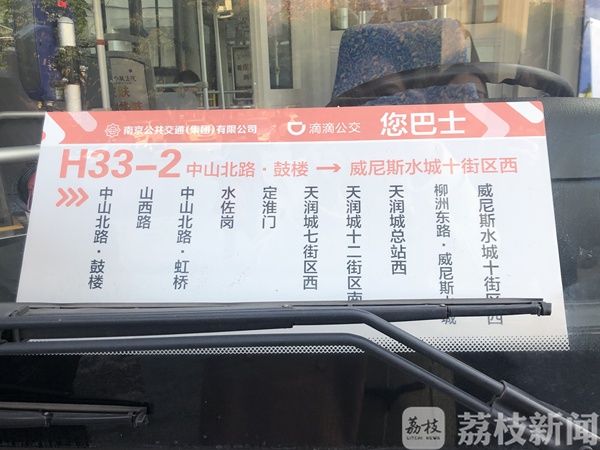 南京公共交通(集团)有限公司
滴滴公交
您巴士
H33-2 中山北路·鼓楼 → 威尼斯水城十街区西
中山北路·鼓楼
山西路
中山北路·虹桥
水佐岗
定淮门
天润城七街区西
天润城十二街区南
天润城总站西
柳洲东路·威尼斯水城
威尼斯水城十街区西
荔枝
LITCHI NEWS
荔枝新闻